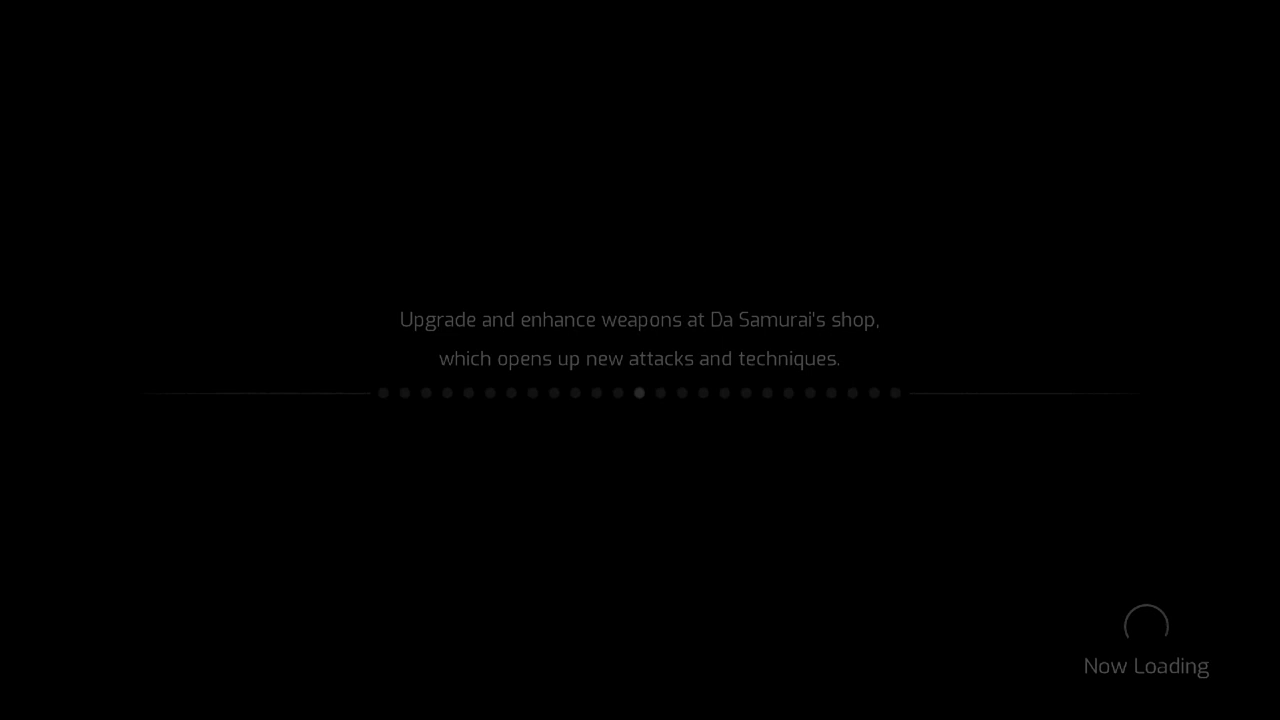 Upgrade and enhance weapons at Da Samurai's shop,
which opens up new attacks and techniques.
Now Loading